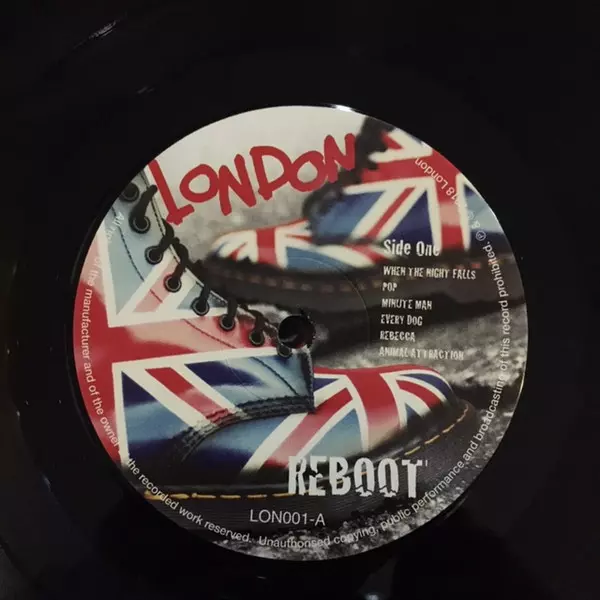 LONDON
Side One
WHEN THE NIGHT FALLS
POP
MINUTE MAN
EVERY DOG
REBECCA
ANIMAL ATTRACTION
REBOOT
LON001-A
of the manufacturer and of the owner the recorded work reserved. Unauthorised copying, public performance and broadcasting of this record prohibited. ℗ & 18 London